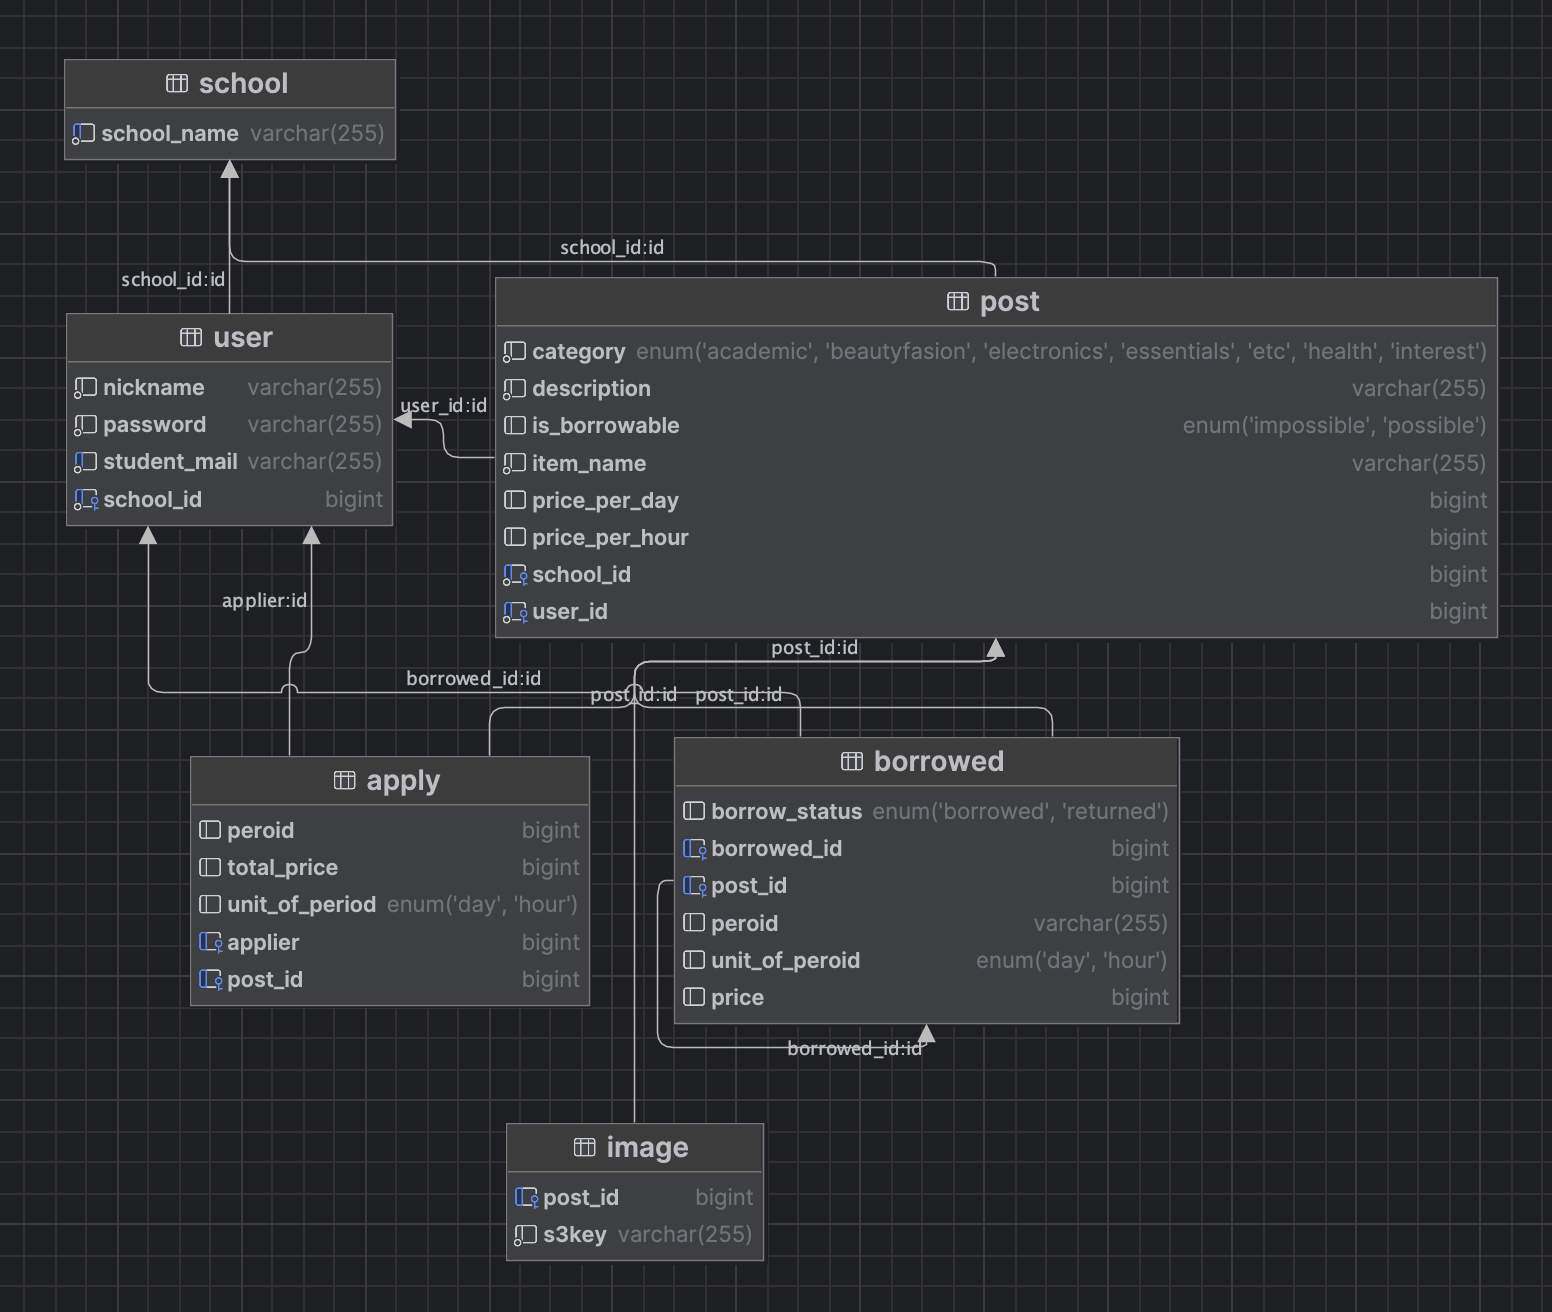 school
school_name varchar(255)
school_id:id
school_id:id
user
nickname varchar(255)
password varchar(255)
student_mail varchar(255)
school_id bigint
user_id:id
post
category enum('academic', 'beautyfasion', 'electronics', 'essentials', 'etc', 'health', 'interest')
description varchar(255)
is_borrowable enum('impossible', 'possible')
item_name varchar(255)
price_per_day bigint
price_per_hour bigint
school_id bigint
user_id bigint
applier:id
post_id:id
borrowed_id:id
post_id:id
post_id:id
apply
peroid bigint
total_price bigint
unit_of_period enum('day', 'hour')
applier bigint
post_id bigint
borrowed
borrow_status enum('borrowed', 'returned')
borrowed_id bigint
post_id bigint
peroid varchar(255)
unit_of_peroid enum('day', 'hour')
price bigint
borrowed_id:id
image
post_id bigint
s3key varchar(255)